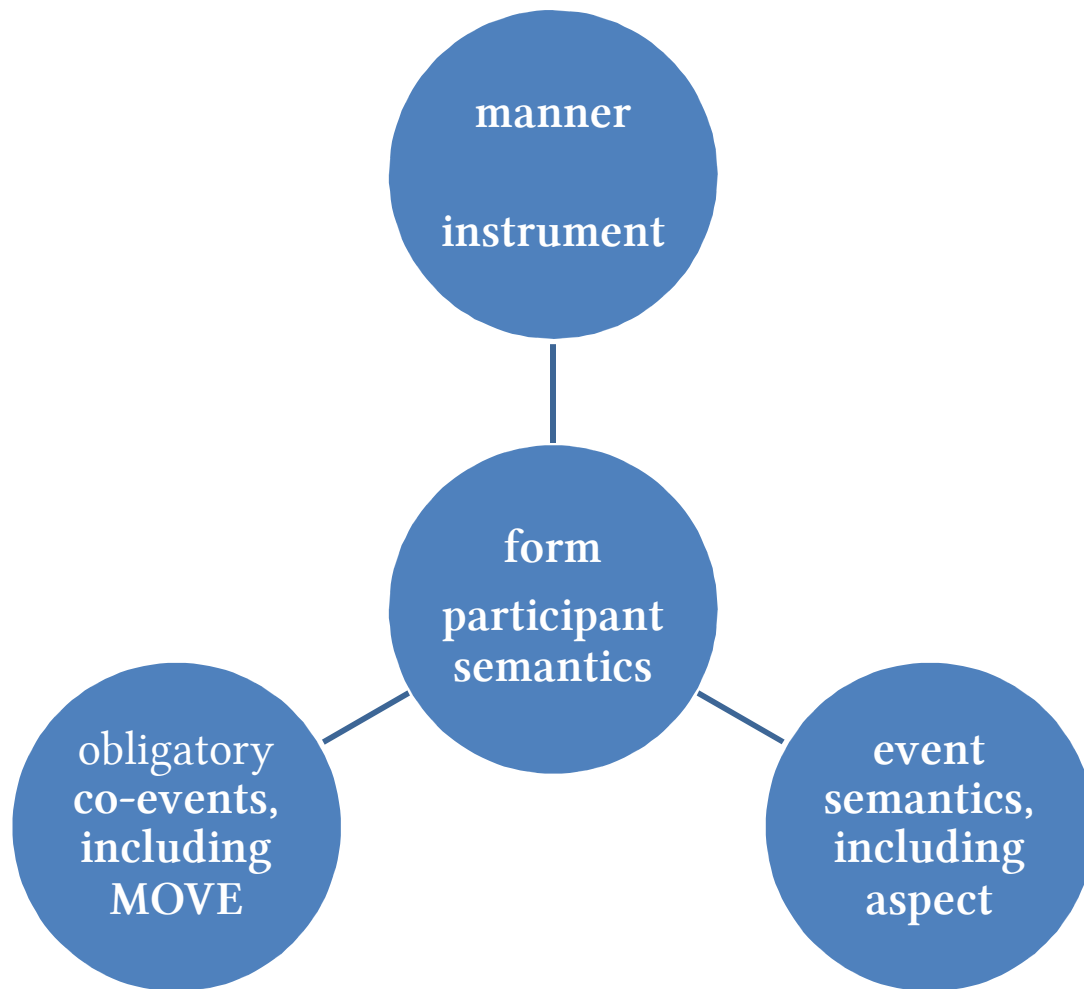 manner
instrument
form
participant
semantics
obligatory
co-events,
including
MOVE
event
semantics,
including
aspect